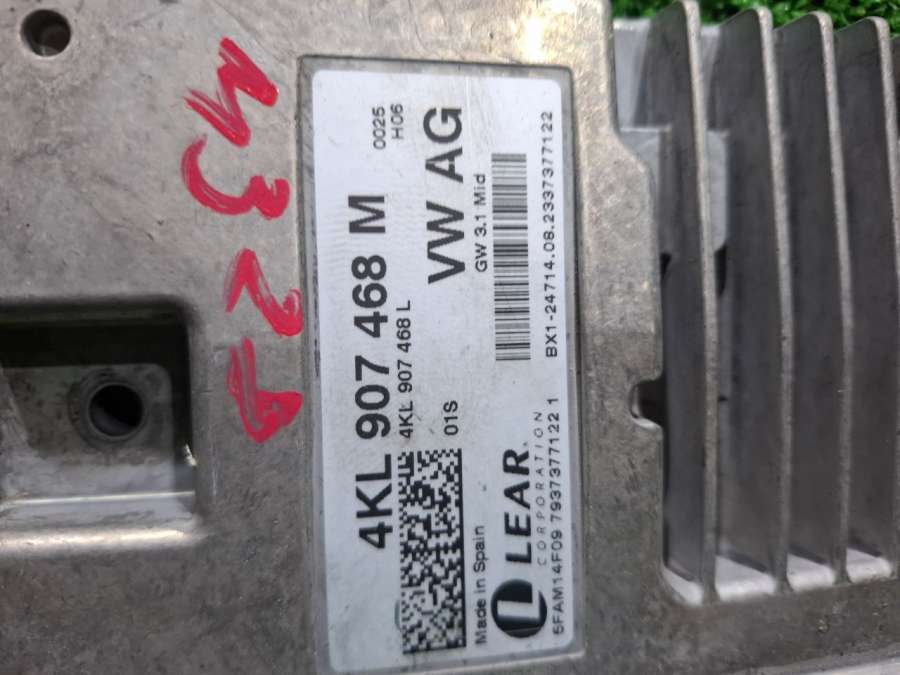 4KL 907 468 M
4KL 907 468 L
0025
H06
01S
VW AG
GW 3.1 Mid
Made in Spain
LEAR
CORPORATION
BX1-24714.08.2337377122
5FAM14F09 7937377122 1